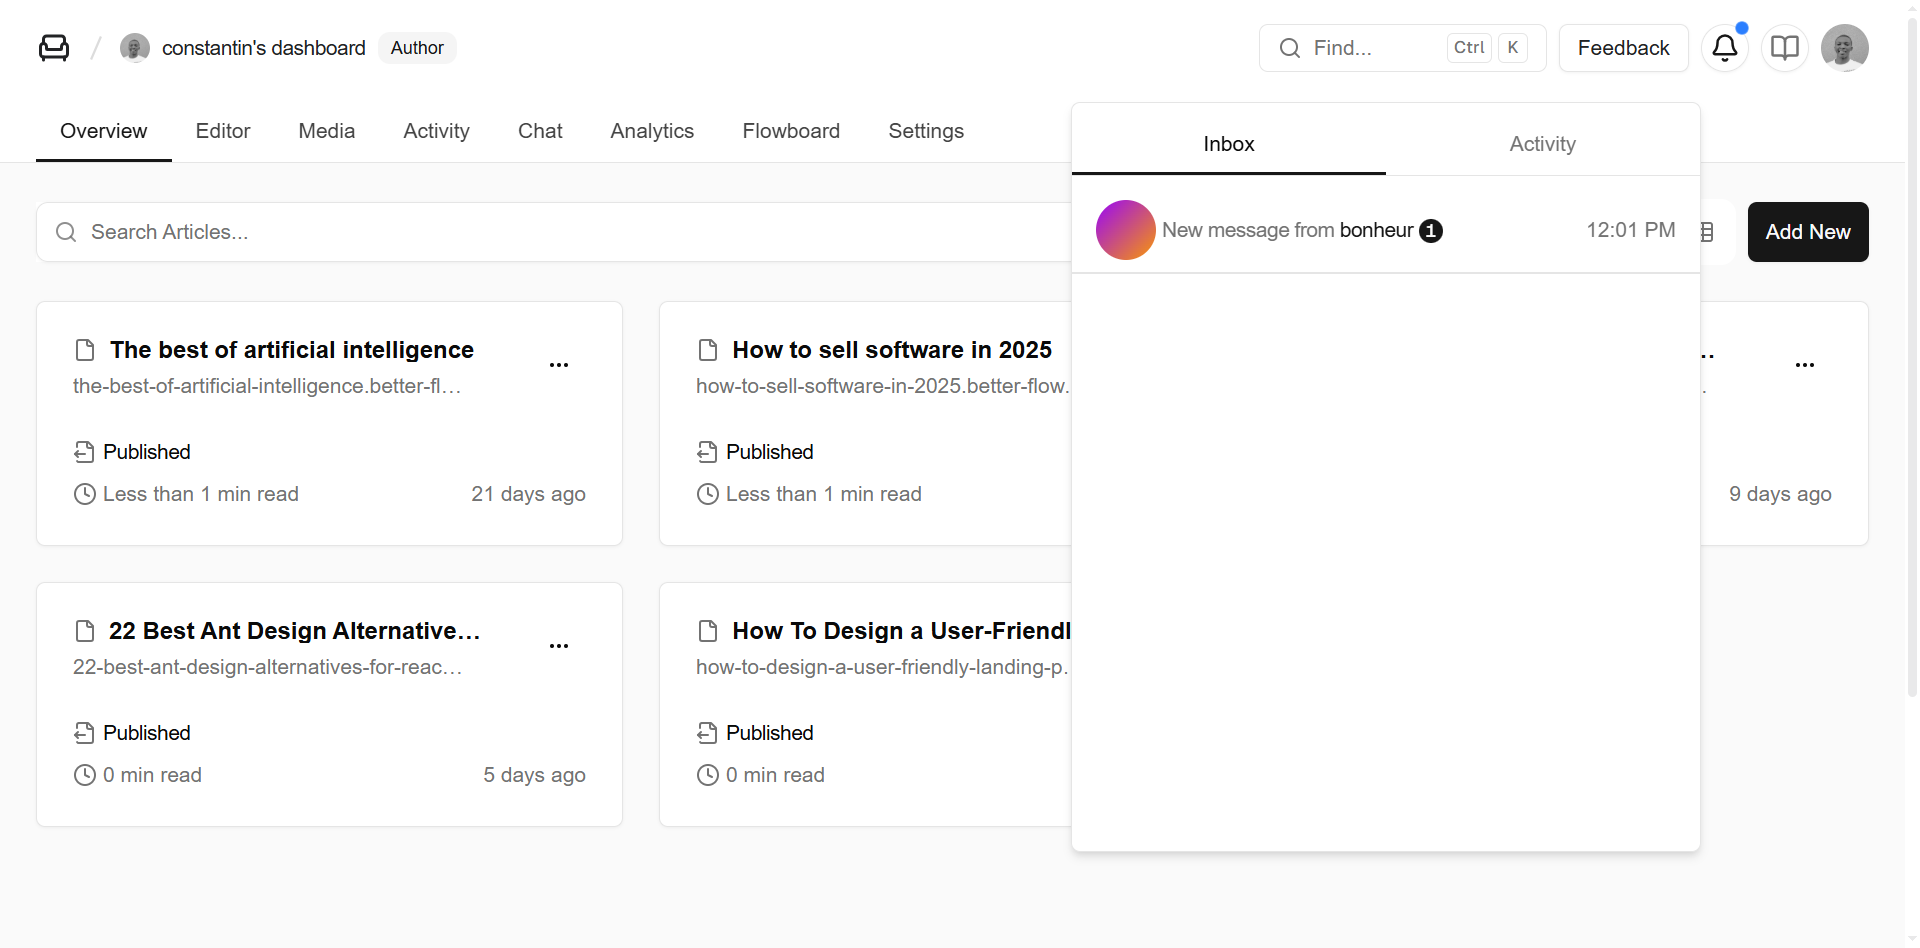 constantin's dashboard Author
Find... Ctrl K Feedback
Overview Editor Media Activity Chat Analytics Flowboard Settings
Inbox Activity
New message from bonheur 1 12:01 PM
Search Articles...
Add New
The best of artificial intelligence
the-best-of-artificial-intelligence.better-fl...
Published
Less than 1 min read 21 days ago
How to sell software in 2025
how-to-sell-software-in-2025.better-flow.
Published
Less than 1 min read
9 days ago
22 Best Ant Design Alternative...
22-best-ant-design-alternatives-for-reac...
Published
0 min read 5 days ago
How To Design a User-Friendl
how-to-design-a-user-friendly-landing-p.
Published
0 min read